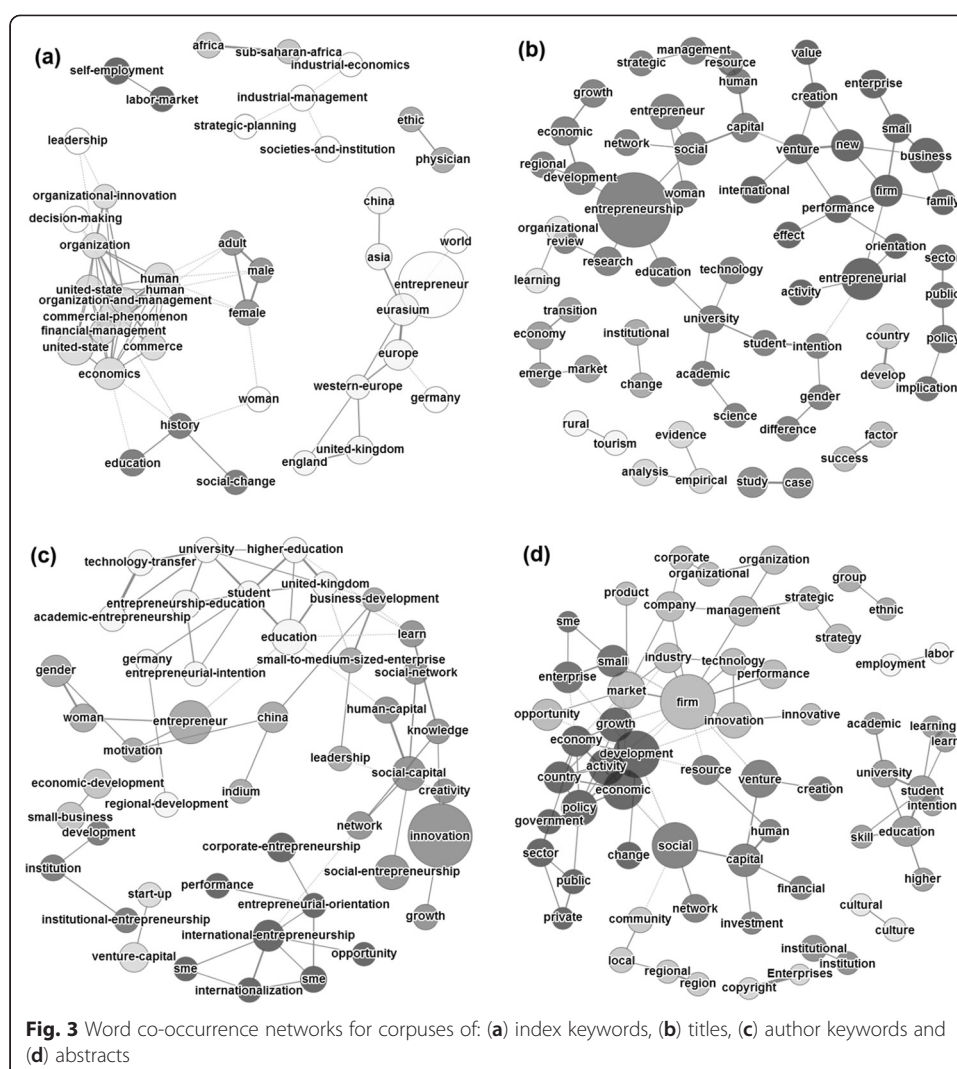 (a)
africa
sub-saharan-africa
self-employment
industrial-economics
labor-market
industrial-management
ethic
strategic-planning
leadership
societies-and-institution
physician
organizational-innovation
china
decision-making
adult
world
organization
asia
human
male
entrepreneur
united-state
human
organization-and-management
eurasium
commercial-phenomenon
female
financial-management
united-state
commerce
europe
economics
western-europe
woman
germany
history
united-kingdom
education
england
social-change
(b)
management
value
strategic
resource
human
enterprise
growth
creation
entrepreneur
small
economic
capital
network
social
venture
new
business
regional
development
woman
international
firm
family
entrepreneurship
performance
organizational
review
effect
orientation
research
technology
sector
learning
education
entrepreneurial
activity
public
transition
university
institutional
country
economy
student
intention
policy
emerge
market
change
academic
develop
implication
gender
science
difference
rural
evidence
factor
tourism
success
analysis
empirical
study
case
(c)
university
higher-education
technology-transfer
student
united-kingdom
entrepreneurship-education
business-development
academic-entrepreneurship
education
learn
germany
gender
entrepreneurial-intention
small-to-medium-sized-enterprise
social-network
woman
entrepreneur
china
human-capital
knowledge
motivation
leadership
economic-development
indium
social-capital
creativity
regional-development
small-business
development
network
innovation
corporate-entrepreneurship
institution
social-entrepreneurship
performance
start-up
entrepreneurial-orientation
institutional-entrepreneurship
growth
international-entrepreneurship
venture-capital
opportunity
sme
sme
internationalization
(d)
corporate
organization
organizational
group
product
company
management
strategic
ethnic
sme
small
strategy
industry
technology
employment
labor
enterprise
market
performance
firm
opportunity
growth
innovation
innovative
academic
learning
economy
development
learn
activity
resource
venture
university
country
economic
creation
student
policy
intention
government
human
skill
education
sector
change
social
capital
public
financial
higher
private
network
cultural
community
investment
culture
institutional
local
institution
regional
Enterprises
region
copyright
Fig. 3 Word co-occurrence networks for corpuses of: (a) index keywords, (b) titles, (c) author keywords and
(d) abstracts